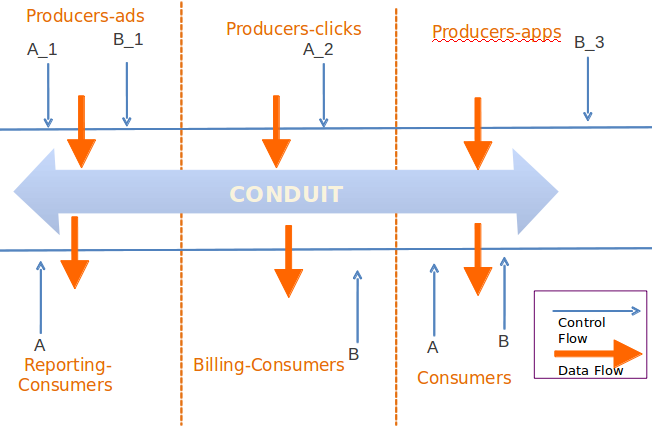 Producers-ads
Producers-clicks
Producers-apps
A_1
B_1
A_2
B_3
CONDUIT
A
B
A
B
Reporting-
Consumers
Billing-Consumers
Consumers
Control
Flow
Data Flow